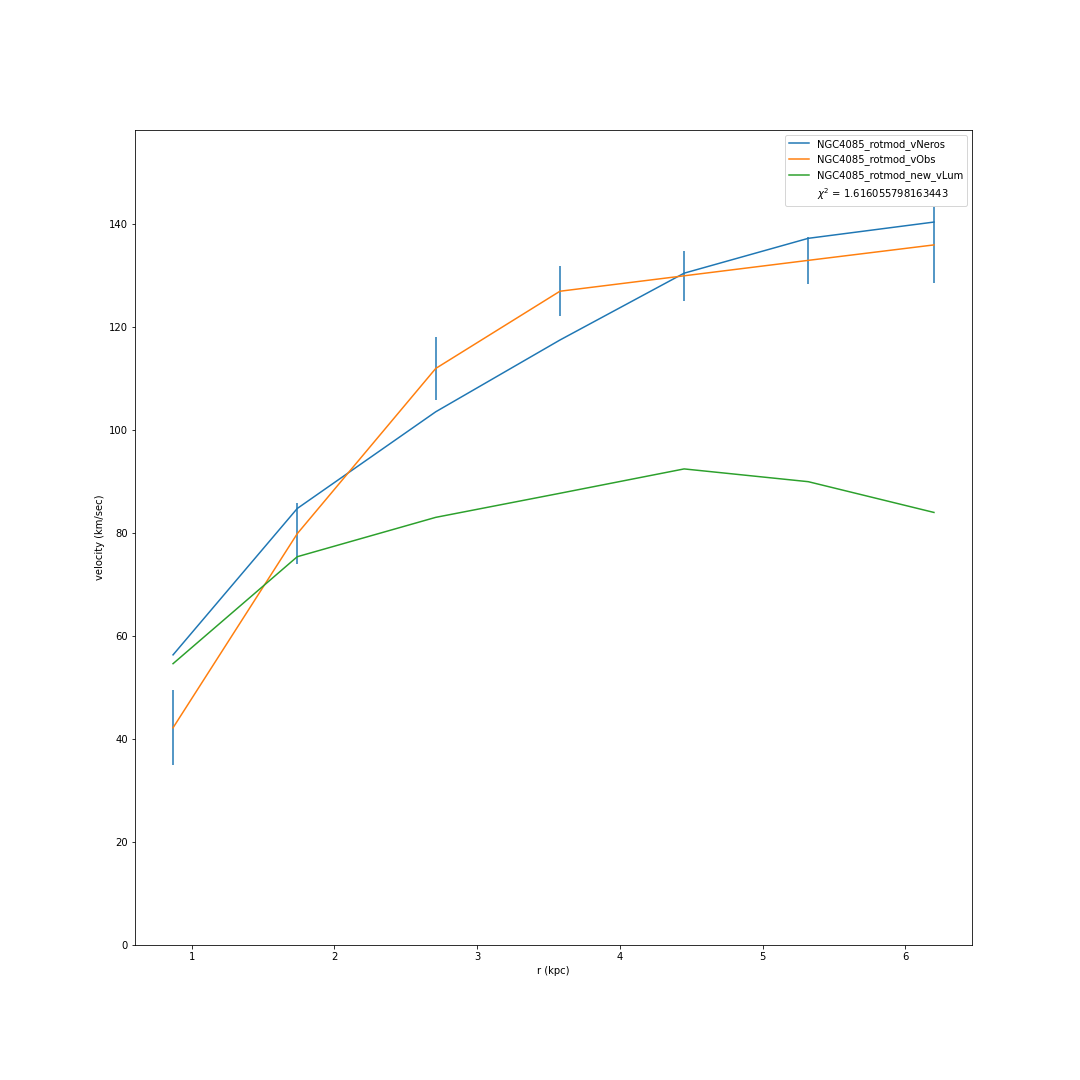 NGC4085_rotmod_vNeros
NGC4085_rotmod_vObs
NGC4085_rotmod_new_vLum
χ² = 1.616055798163443
140
120
100
80
60
40
20
0
velocity (km/sec)
1 2 3 4 5 6
r (kpc)